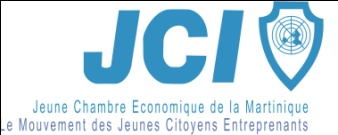 JCI
Jeune Chambre Economique de la Martinique
Le Mouvement des Jeunes Citoyens Entreprenants